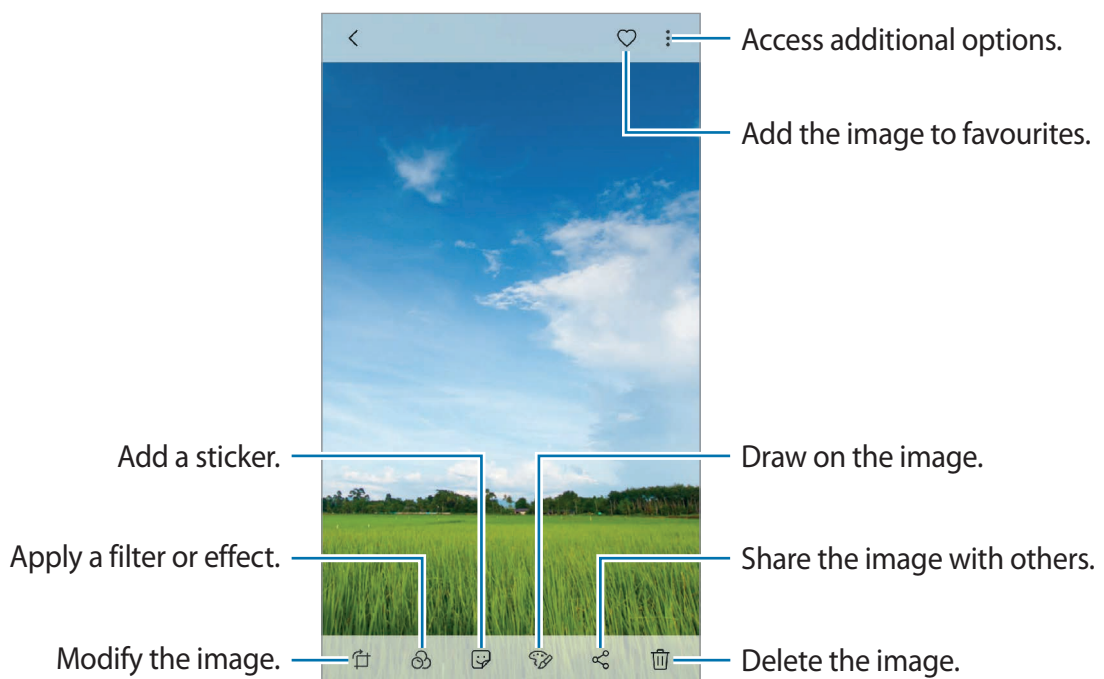 Access additional options.
Add the image to favourites.
Add a sticker.
Draw on the image.
Apply a filter or effect.
Share the image with others.
Modify the image.
Delete the image.